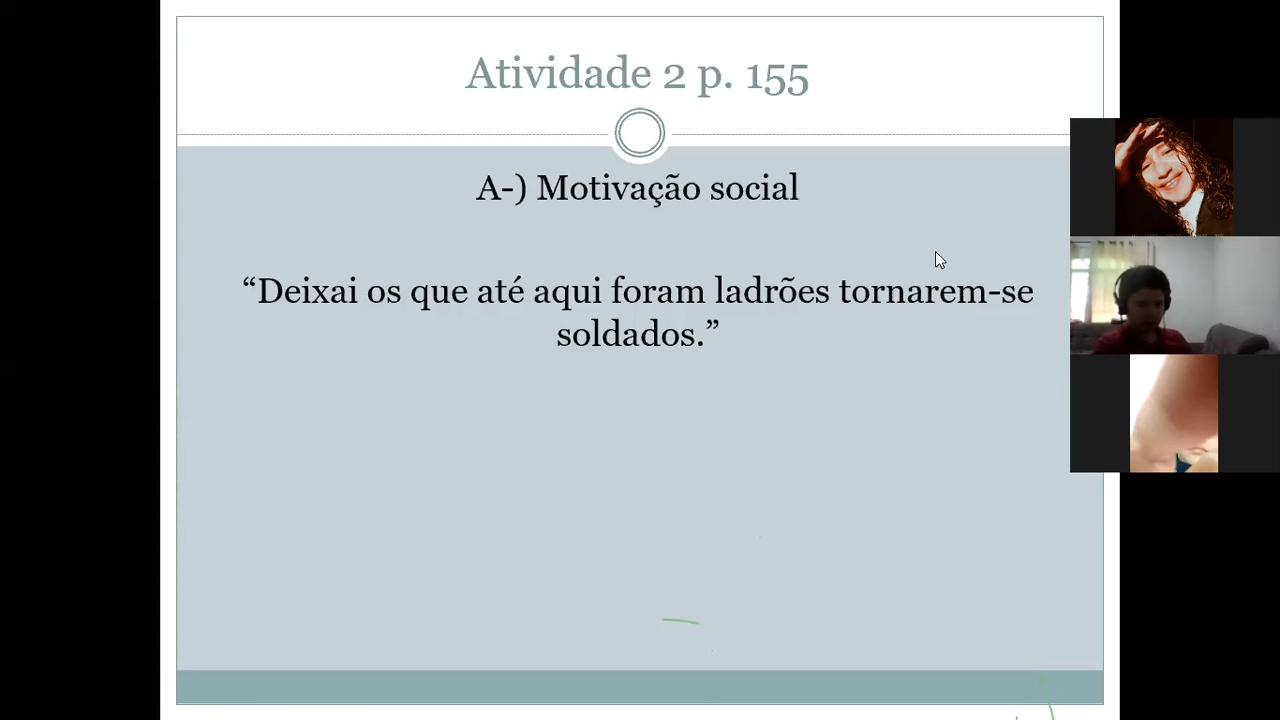 Atividade 2 p. 155
A-) Motivação social
“Deixai os que até aqui foram ladrões tornarem-se
soldados.”